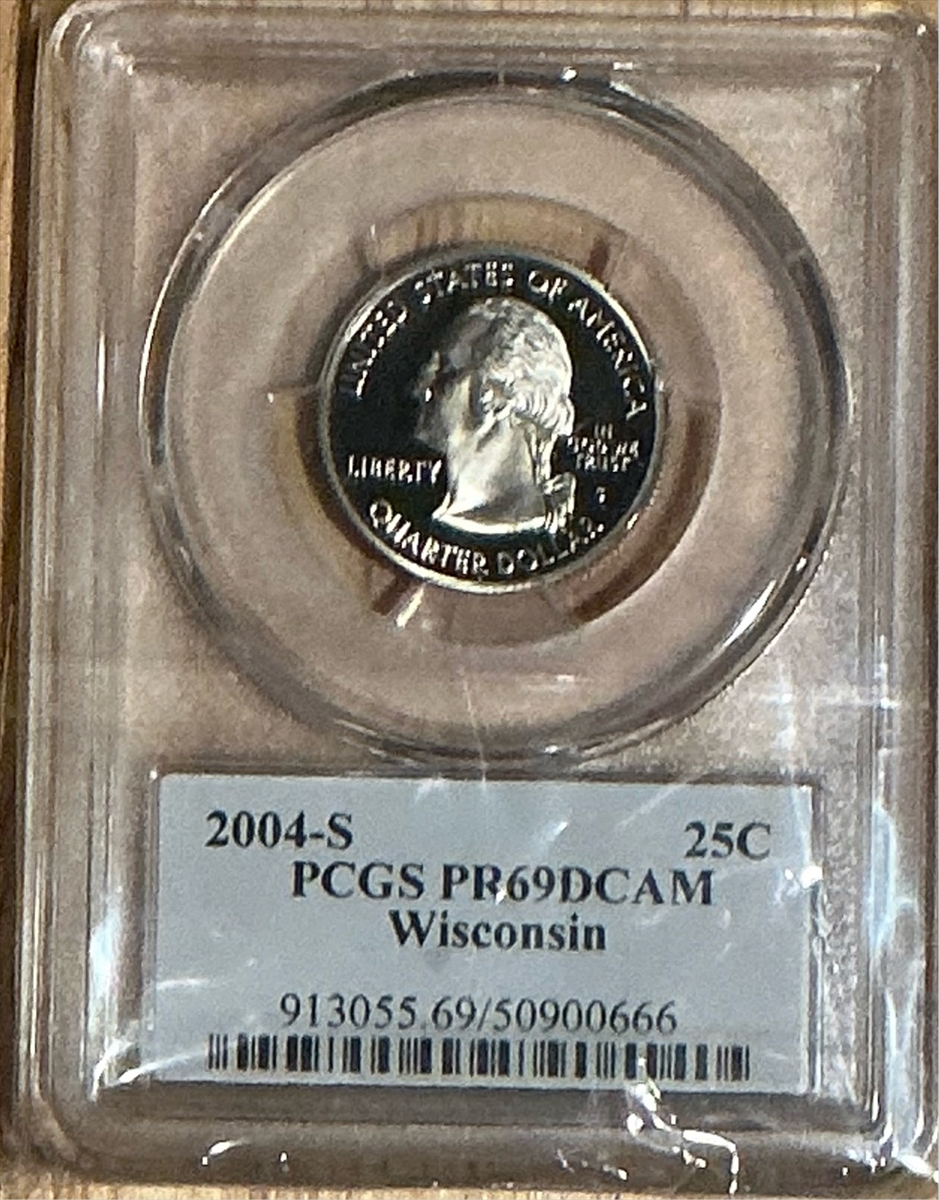 UNITED STATES OF AMERICA
LIBERTY
IN
GOD WE
TRUST
S
QUARTER DOLLAR
2004-S 25C
PCGS PR69DCAM
Wisconsin
913055.69/50900666